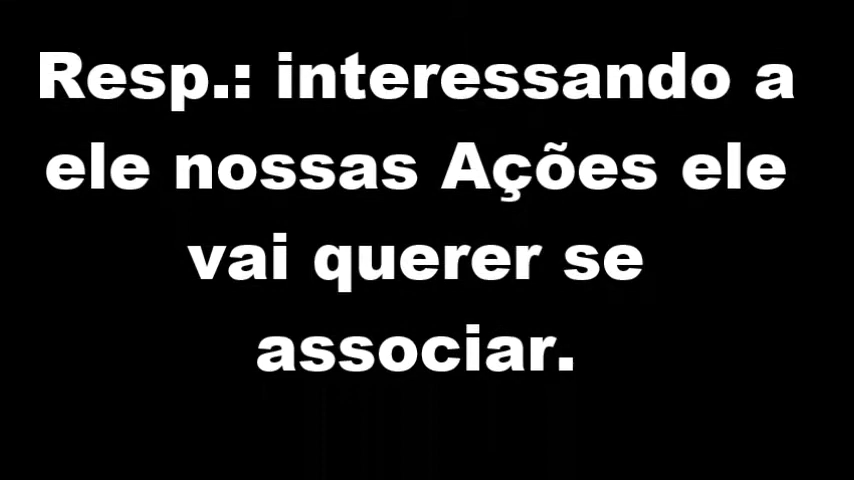 Resp.: interessando a
ele nossas Ações ele
vai querer se
associar.